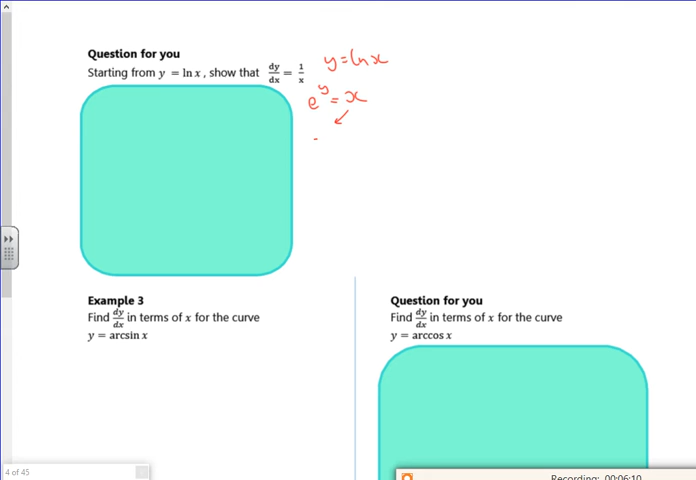 Question for you
Starting from y = ln x, show that dy/dx = 1/x
y = ln x
e^y = x
Example 3
Find dy/dx in terms of x for the curve
y = arcsin x
Question for you
Find dy/dx in terms of x for the curve
y = arccos x
4 of 45
Recording: 00:06:10